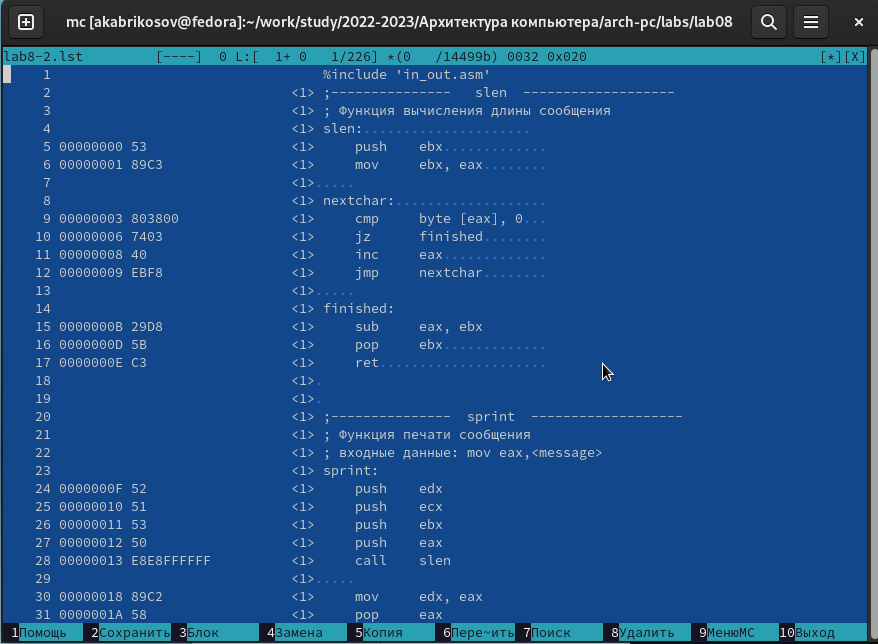 mc [akabrikosov@fedora]:~/work/study/2022-2023/Архитектура компьютера/arch-pc/labs/lab08
lab8-2.lst [----] 0 L:[ 1+ 0 1/226] *(0 /14499b) 0032 0x020 [*][X]
1 %include 'in_out.asm'
2 <1> ;--------------- slen -------------------
3 <1> ; Функция вычисления длины сообщения
4 <1> slen:.....................
5 00000000 53 <1> push ebx.............
6 00000001 89C3 <1> mov ebx, eax........
7 <1>.....
8 <1> nextchar:...................
9 00000003 803800 <1> cmp byte [eax], 0...
10 00000006 7403 <1> jz finished........
11 00000008 40 <1> inc eax.............
12 00000009 EBF8 <1> jmp nextchar........
13 <1>.....
14 <1> finished:
15 0000000B 29D8 <1> sub eax, ebx
16 0000000D 5B <1> pop ebx.............
17 0000000E C3 <1> ret.....................
18 <1>.
19 <1>.
20 <1> ;--------------- sprint -------------------
21 <1> ; Функция печати сообщения
22 <1> ; входные данные: mov eax,<message>
23 <1> sprint:
24 0000000F 52 <1> push edx
25 00000010 51 <1> push ecx
26 00000011 53 <1> push ebx
27 00000012 50 <1> push eax
28 00000013 E8E8FFFFFF <1> call slen
29 <1>.....
30 00000018 89C2 <1> mov edx, eax
31 0000001A 58 <1> pop eax
1Помощь 2Сохранить 3Блок 4Замена 5Копия 6Пере~ить 7Поиск 8Удалить 9МенюMC 10Выход